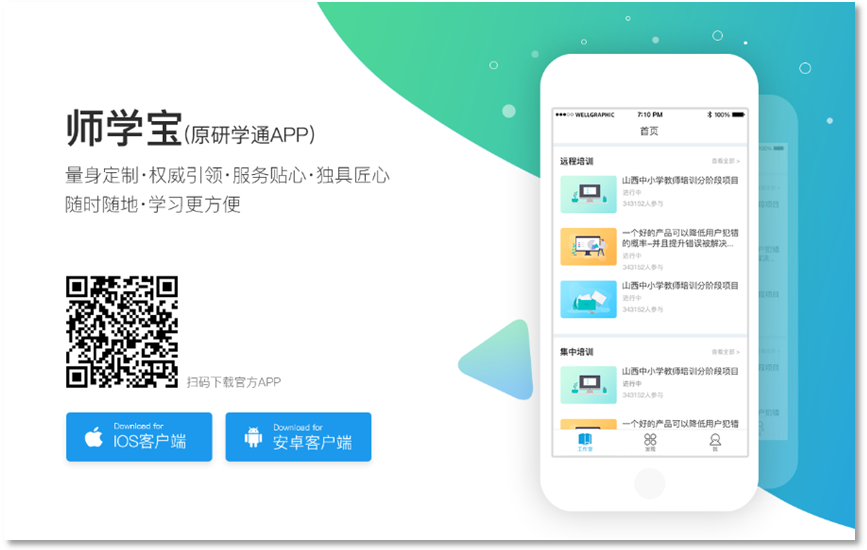 师学宝(原研学通APP)
量身定制·权威引领·服务贴心·独具匠心
随时随地·学习更方便
扫码下载官方APP
Download for
IOS客户端
Download for
安卓客户端
WELLGRAPHIC 7:10 PM 100%
首页
远程培训 查看全部 >
山西中小学教师培训分阶段项目
进行中
343152人参与
一个好的产品可以降低用户犯错
的概率–并且提升错误被解决...
进行中
343152人参与
山西中小学教师培训分阶段项目
进行中
343152人参与
集中培训 查看全部 >
山西中小学教师培训分阶段项目
进行中
343152人参与
一个好的产品可以降低用户犯错
工作室 发现 我